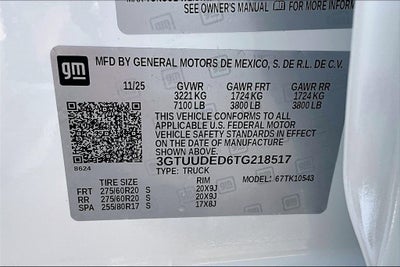 SEE OWNER'S MANUAL
gm
MFD BY GENERAL MOTORS DE MEXICO, S. DE R.L. DE C.V.
11/25 GVWR GAWR FRT GAWR RR
3221 KG 1724 KG 1724 KG
7100 LB 3800 LB 3800 LB
THIS VEHICLE CONFORMS TO ALL
APPLICABLE U.S. FEDERAL MOTOR
VEHICLE SAFETY STANDARDS IN EFFECT
ON THE DATE OF MANUFACTURE SHOWN ABOVE.
8624
3GTUUDED6TG218517
TYPE: TRUCK MODEL: 67TK10543
TIRE SIZE RIM
FRT 275/60R20 S 20X9J
RR 275/60R20 S 20X9J
SPA 255/80R17 S 17X8J